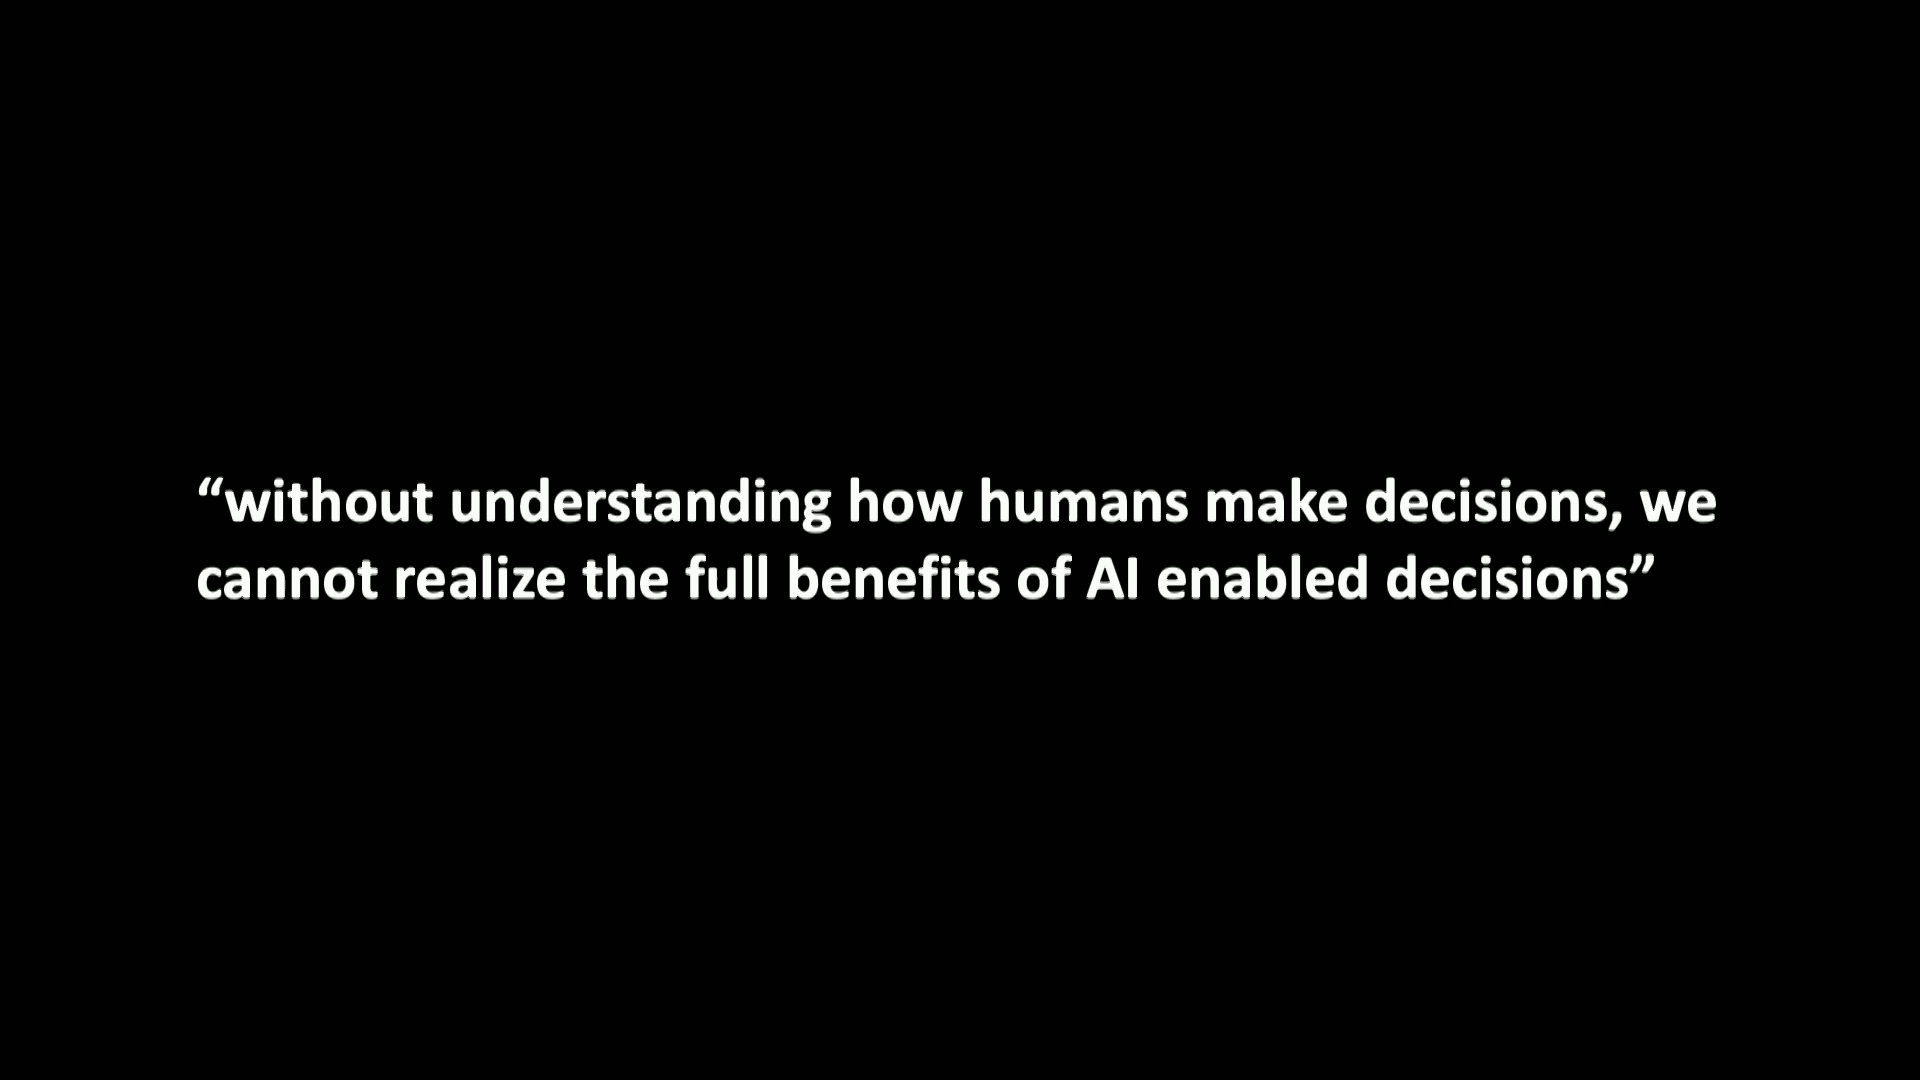 “without understanding how humans make decisions, we
cannot realize the full benefits of AI enabled decisions”